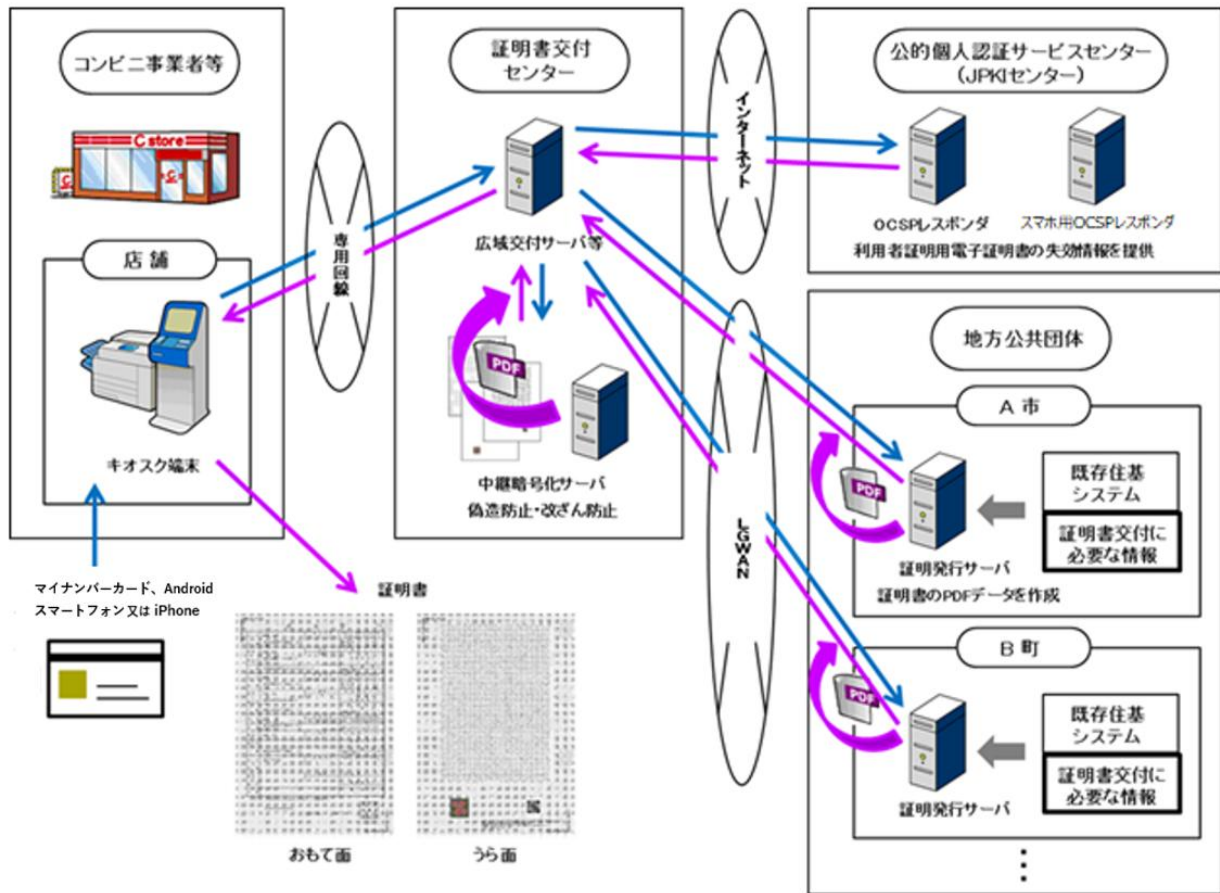 コンビニ事業者等
C store
店舗
キオスク端末
マイナンバーカード、Android
スマートフォン又は iPhone
専用回線
証明書交付
センター
広域交付サーバ等
PDF
中継暗号化サーバ
偽造防止・改ざん防止
証明書
おもて面
うら面
インターネット
LGWAN
公的個人認証サービスセンター
(JPKIセンター)
OCSPレスポンダ
スマホ用OCSPレスポンダ
利用者証明用電子証明書の失効情報を提供
地方公共団体
A市
PDF
証明発行サーバ
証明書のPDFデータを作成
既存住基
システム
証明書交付に
必要な情報
B町
PDF
証明発行サーバ
既存住基
システム
証明書交付に
必要な情報